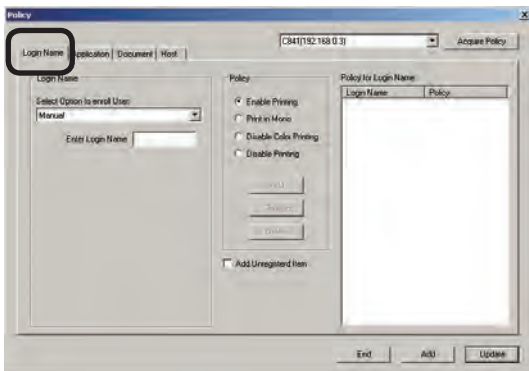 Policy
X
C841(192.168.0.3)
Acquire Policy
Login Name
Application
Document
Host
Login Name
Policy
Policy for Login Name
Select Option to enroll User:
Enable Printing
Login Name
Policy
Manual
Print in Mono
Enter Login Name
Disable Color Printing
Disable Printing
Add Unregisterd Item
End
Add
Update